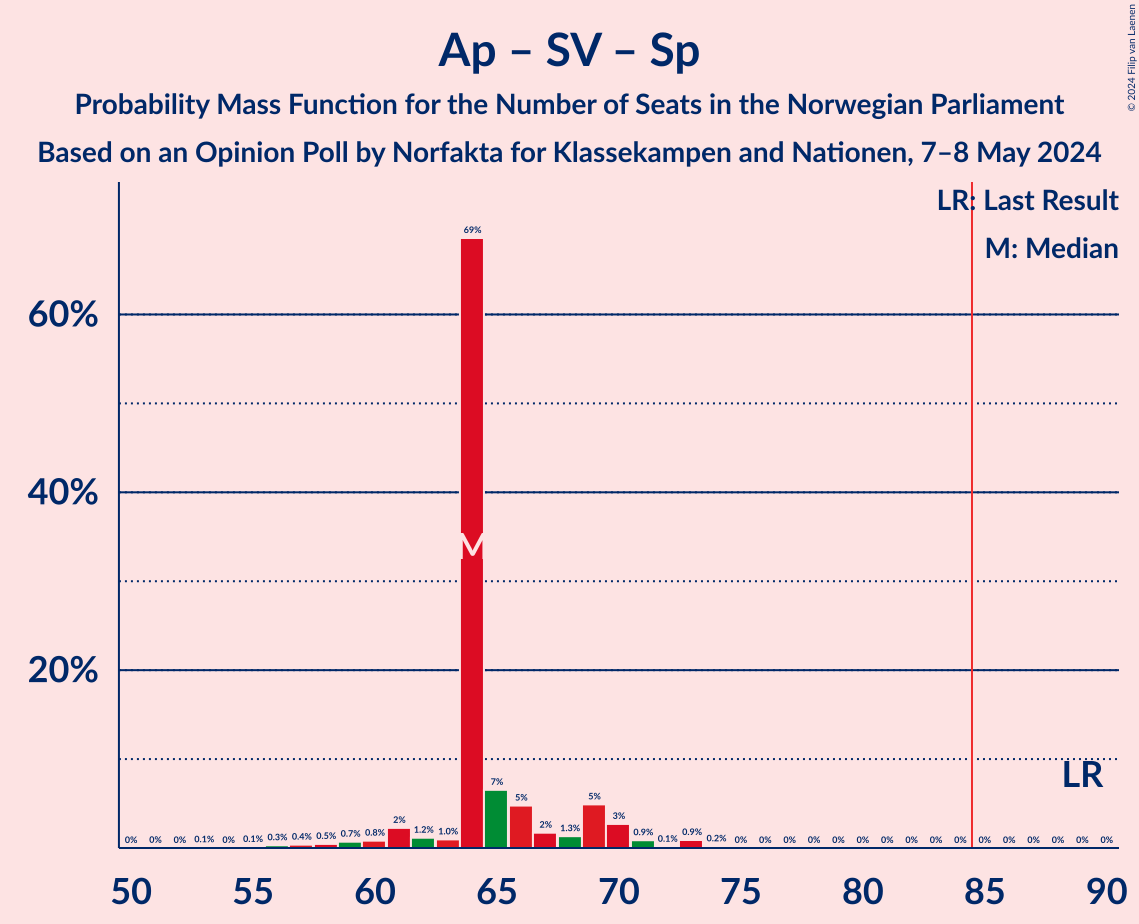 Ap – SV – Sp
Probability Mass Function for the Number of Seats in the Norwegian Parliament
Based on an Opinion Poll by Norfakta for Klassekampen and Nationen, 7–8 May 2024
© 2024 Filip van Laenen
LR: Last Result
M: Median
60%
40%
20%
69%
M
LR
0% 0% 0% 0.1% 0% 0.1% 0.3% 0.4% 0.5% 0.7% 0.8% 2% 1.2% 1.0% 7% 5% 2% 1.3% 5% 3% 0.9% 0.1% 0.9% 0.2% 0% 0% 0% 0% 0% 0% 0% 0% 0% 0% 0% 0% 0% 0% 0% 0%
50 55 60 65 70 75 80 85 90